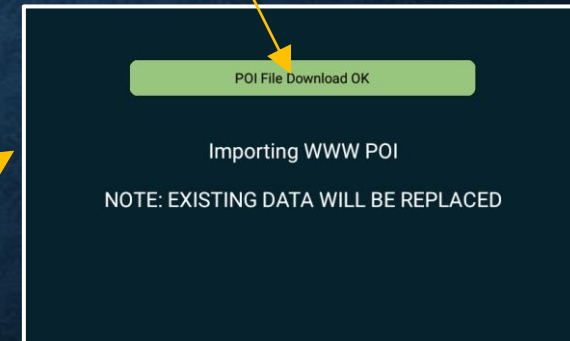 POI File Download OK
Importing WWW POI
NOTE: EXISTING DATA WILL BE REPLACED